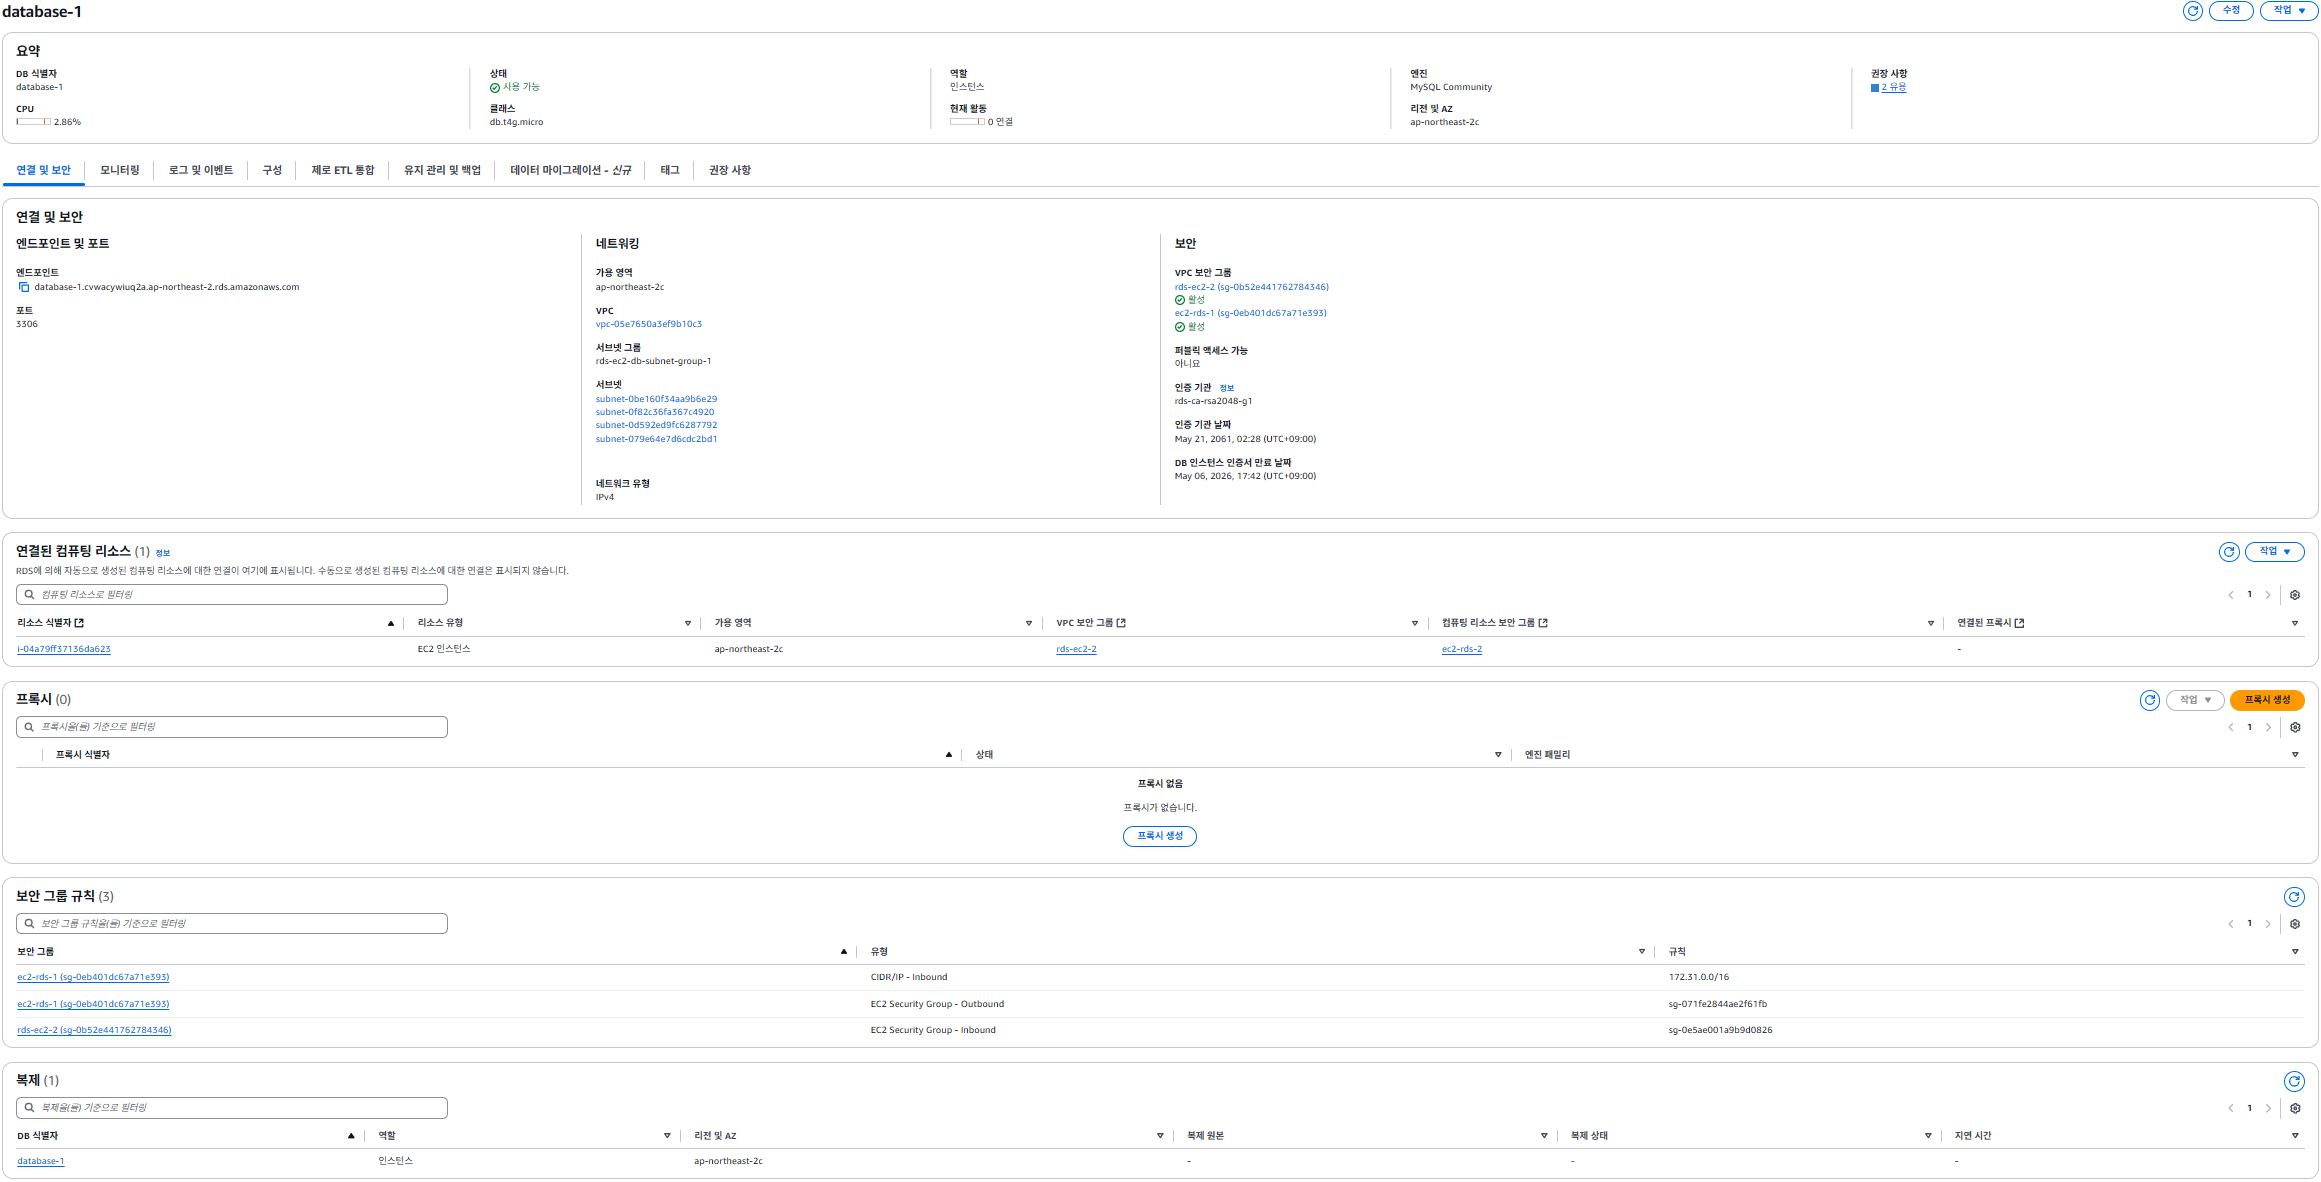 database-1
수정
작업
요약
DB 식별자
database-1
CPU
2.86%
상태
사용 가능
클래스
db.t4g.micro
역할
인스턴스
현재 활동
0 연결
엔진
MySQL Community
리전 및 AZ
ap-northeast-2c
권장 사항
2 유용
연결 및 보안
모니터링
로그 및 이벤트
구성
제로 ETL 통합
유지 관리 및 백업
데이터 마이그레이션 - 신규
태그
권장 사항
연결 및 보안
엔드포인트 및 포트
엔드포인트
database-1.cvwacywiuq2a.ap-northeast-2.rds.amazonaws.com
포트
3306
네트워킹
가용 영역
ap-northeast-2c
VPC
vpc-05e7650a3ef9b10c3
서브넷 그룹
rds-ec2-db-subnet-group-1
서브넷
subnet-0be160f34aa9b6e29
subnet-0f82c36fa367c4920
subnet-0d592ed9fc6287792
subnet-079e64e7d6cdc2bd1
네트워크 유형
IPv4
보안
VPC 보안 그룹
rds-ec2-2 (sg-0b52e441762784346)
활성
ec2-rds-1 (sg-0eb401dc67a71e393)
활성
퍼블릭 액세스 가능
아니요
인증 기관 정보
rds-ca-rsa2048-g1
인증 기관 날짜
May 21, 2061, 02:28 (UTC+09:00)
DB 인스턴스 인증서 만료 날짜
May 06, 2026, 17:42 (UTC+09:00)
연결된 컴퓨팅 리소스 (1) 정보
작업
RDS에 의해 자동으로 생성된 컴퓨팅 리소스에 대한 연결이 여기에 표시됩니다. 수동으로 생성된 컴퓨팅 리소스에 대한 연결은 표시되지 않습니다.
컴퓨팅 리소스로 필터링
1
리소스 식별자 리소스 유형 가용 영역 VPC 보안 그룹 컴퓨팅 리소스 보안 그룹 연결된 프록시
i-04a79ff37136da623 EC2 인스턴스 ap-northeast-2c rds-ec2-2 ec2-rds-2 -
프록시 (0)
작업
프록시 생성
프록시을(를) 기준으로 필터링
1
프록시 식별자 상태 엔진 패밀리
프록시 없음
프록시가 없습니다.
프록시 생성
보안 그룹 규칙 (3)
보안 그룹 규칙을(를) 기준으로 필터링
1
보안 그룹 유형 규칙
ec2-rds-1 (sg-0eb401dc67a71e393) CIDR/IP - Inbound 172.31.0.0/16
ec2-rds-1 (sg-0eb401dc67a71e393) EC2 Security Group - Outbound sg-071fe2844ae2f61fb
rds-ec2-2 (sg-0b52e441762784346) EC2 Security Group - Inbound sg-0e5ae001a9b9d0826
복제 (1)
복제을(를) 기준으로 필터링
1
DB 식별자 역할 리전 및 AZ 복제 원본 복제 상태 지연 시간
database-1 인스턴스 ap-northeast-2c - - -